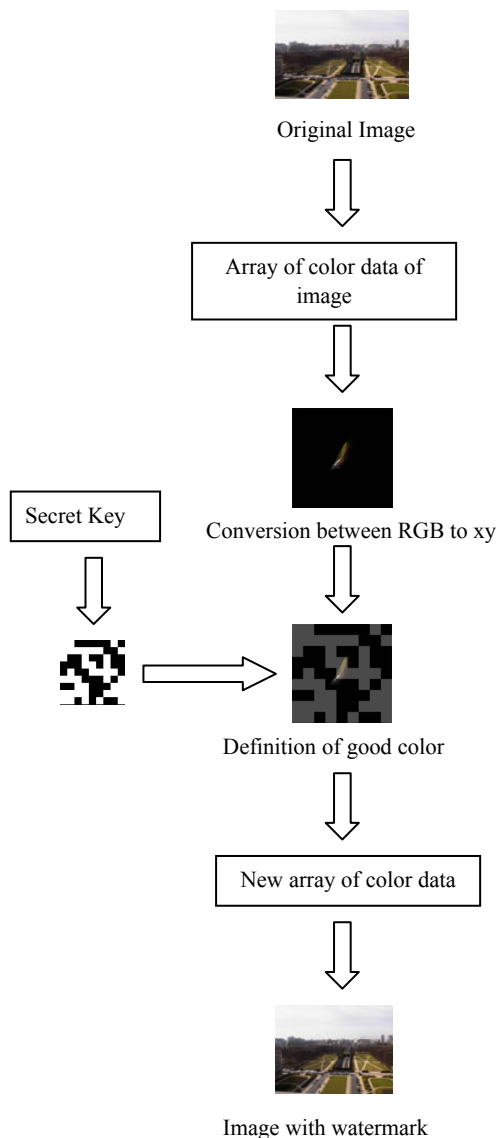 Original Image
Array of color data of
image
Secret Key
Conversion between RGB to xy
Definition of good color
New array of color data
Image with watermark